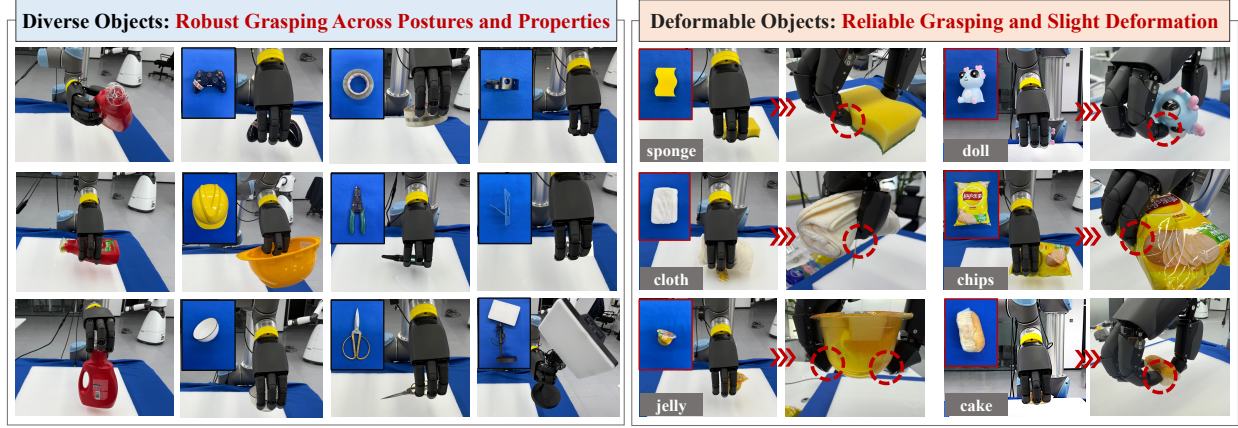 Diverse Objects: Robust Grasping Across Postures and Properties
Deformable Objects: Reliable Grasping and Slight Deformation
sponge
doll
cloth
chips
jelly
cake